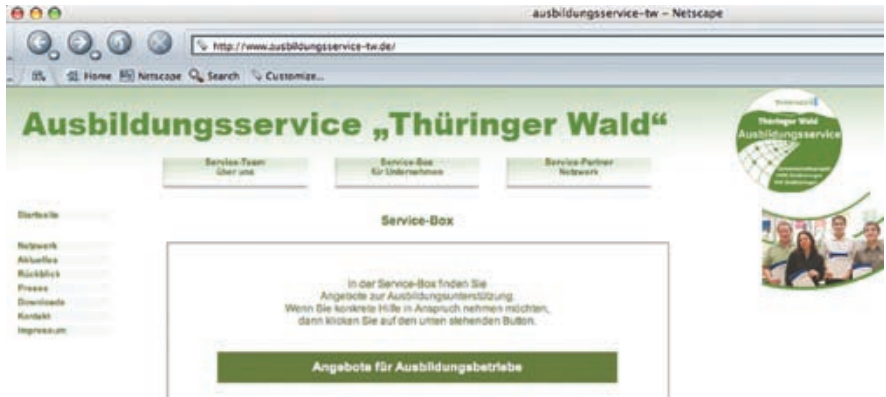 ausbildungsservice-tw – Netscape
http://www.ausbildungsservice-tw.de/
Home Netscape Search Customize...
Ausbildungsservice „Thüringer Wald“
Service-Team
über uns
Service-Box
für Unternehmen
Service-Partner
Netzwerk
Thüringer Wald
Ausbildungsservice
Startseite
Netzwerk
Aktuelles
Rückblick
Presse
Downloads
Kontakt
Impressum
Service-Box
In der Service-Box finden Sie
Angebote zur Ausbildungsunterstützung.
Wenn Sie konkrete Hilfe in Anspruch nehmen möchten,
dann klicken Sie auf den unten stehenden Button.
Angebote für Ausbildungsbetriebe